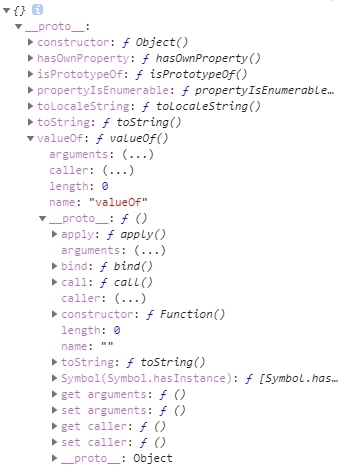 ▼{} i
▼__proto__:
▶constructor: ƒ Object()
▶hasOwnProperty: ƒ hasOwnProperty()
▶isPrototypeOf: ƒ isPrototypeOf()
▶propertyIsEnumerable: ƒ propertyIsEnumerable…
▶toLocaleString: ƒ toLocaleString()
▶toString: ƒ toString()
▼valueOf: ƒ valueOf()
arguments: (...)
caller: (...)
length: 0
name: "valueOf"
▼__proto__: ƒ ()
▶apply: ƒ apply()
arguments: (...)
▶bind: ƒ bind()
▶call: ƒ call()
caller: (...)
▶constructor: ƒ Function()
length: 0
name: ""
▶toString: ƒ toString()
▶Symbol(Symbol.hasInstance): ƒ [Symbol.has…
▶get arguments: ƒ ()
▶set arguments: ƒ ()
▶get caller: ƒ ()
▶set caller: ƒ ()
▶__proto__: Object